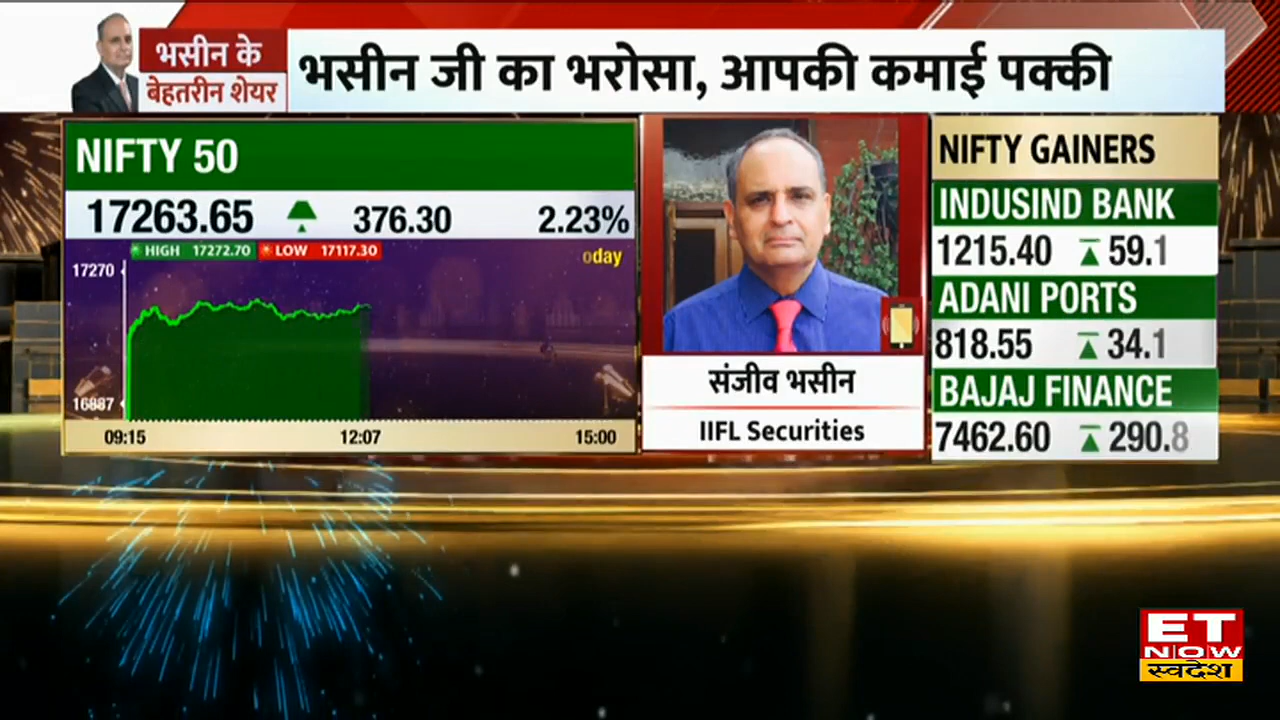 भसीन के
बेहतरीन शेयर
भसीन जी का भरोसा, आपकी कमाई पक्की
NIFTY 50
17263.65 376.30 2.23%
HIGH 17272.70 LOW 17117.30
oday
17270
16887
09:15 12:07 15:00
संजीव भसीन
IIFL Securities
NIFTY GAINERS
INDUSIND BANK
1215.40 59.1
ADANI PORTS
818.55 34.1
BAJAJ FINANCE
7462.60 290.8
ET
NOW
स्वदेश